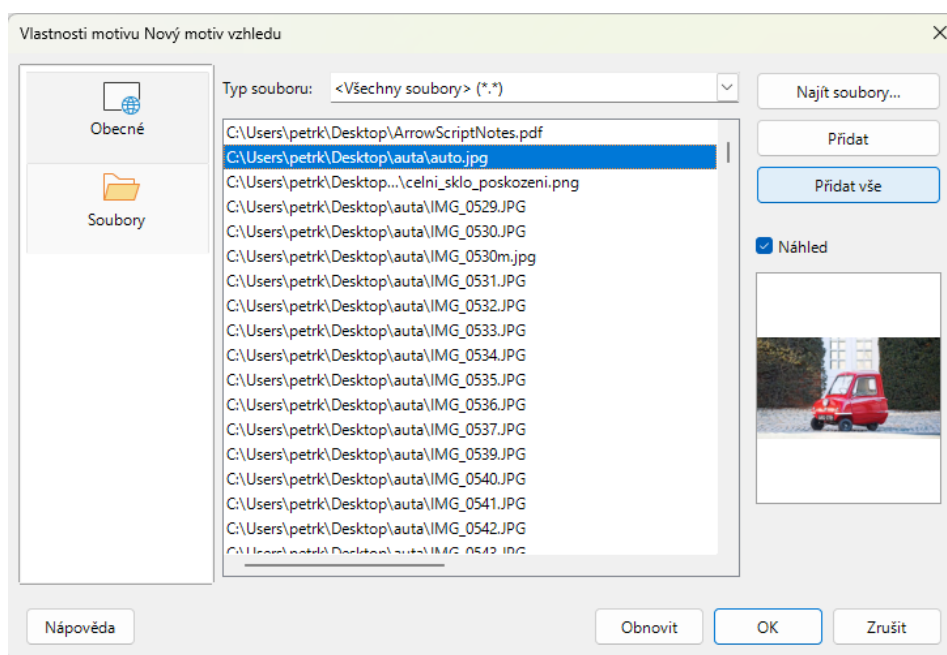 Vlastnosti motivu Nový motiv vzhledu
Obecné
Soubory
Typ souboru: <Všechny soubory> (*.*)
C:\Users\petrk\Desktop\ArrowScriptNotes.pdf
C:\Users\petrk\Desktop\auta\auto.jpg
C:\Users\petrk\Desktop...\celni_sklo_poskozeni.png
C:\Users\petrk\Desktop\auta\IMG_0529.JPG
C:\Users\petrk\Desktop\auta\IMG_0530.JPG
C:\Users\petrk\Desktop\auta\IMG_0530m.jpg
C:\Users\petrk\Desktop\auta\IMG_0531.JPG
C:\Users\petrk\Desktop\auta\IMG_0532.JPG
C:\Users\petrk\Desktop\auta\IMG_0533.JPG
C:\Users\petrk\Desktop\auta\IMG_0534.JPG
C:\Users\petrk\Desktop\auta\IMG_0535.JPG
C:\Users\petrk\Desktop\auta\IMG_0536.JPG
C:\Users\petrk\Desktop\auta\IMG_0537.JPG
C:\Users\petrk\Desktop\auta\IMG_0539.JPG
C:\Users\petrk\Desktop\auta\IMG_0540.JPG
C:\Users\petrk\Desktop\auta\IMG_0541.JPG
C:\Users\petrk\Desktop\auta\IMG_0542.JPG
C:\Users\petrk\Desktop\auta\IMG_0543.JPG
Najít soubory...
Přidat
Přidat vše
Náhled
Nápověda
Obnovit
OK
Zrušit